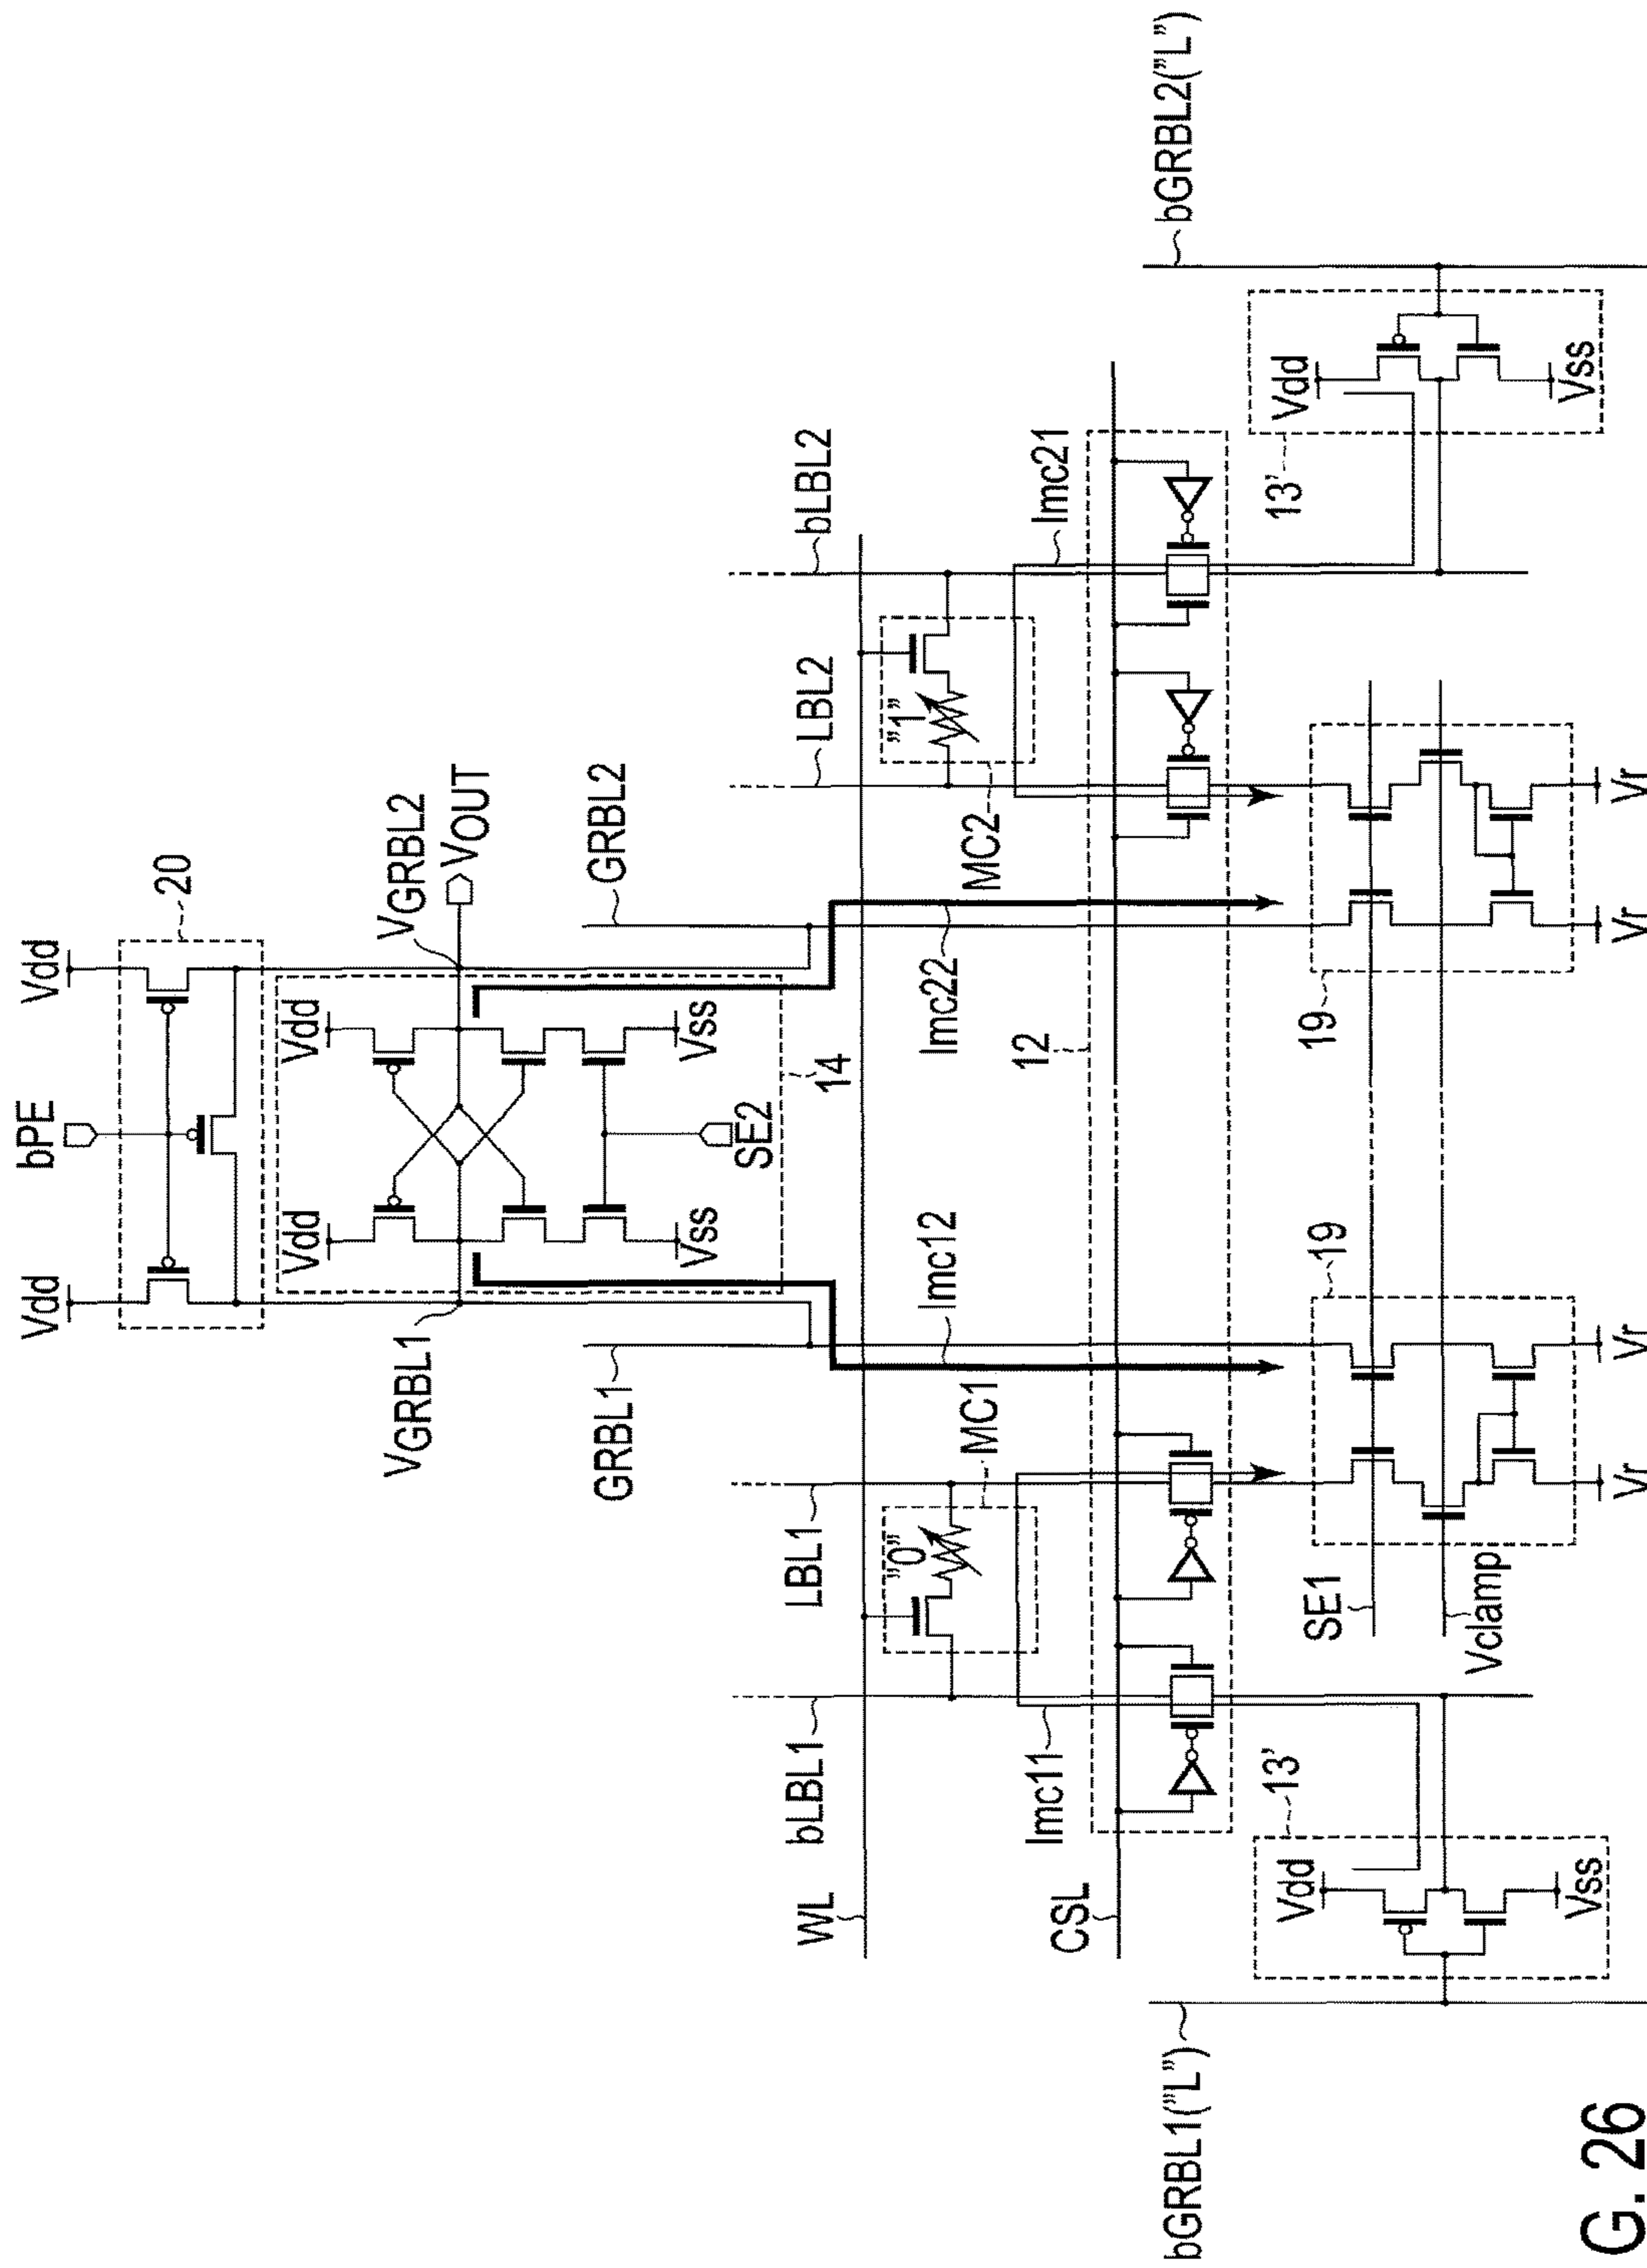 bPE
Vdd
Vdd
20
VGRBL1
VGRBL2
VOUT
Vdd
Vdd
Vss
Vss
SE2
14
GRBL1
GRBL2
bLBL1
LBL1
LBL2
bLBL2
WL
"0"
"1"
MC1
MC2
Imc11
Imc12
Imc22
Imc21
CSL
12
bGRBL1("L")
bGRBL2("L")
13'
13'
Vdd
Vdd
Vss
Vss
SE1
Vclamp
19
19
Vr
Vr
Vr
Vr
G. 26